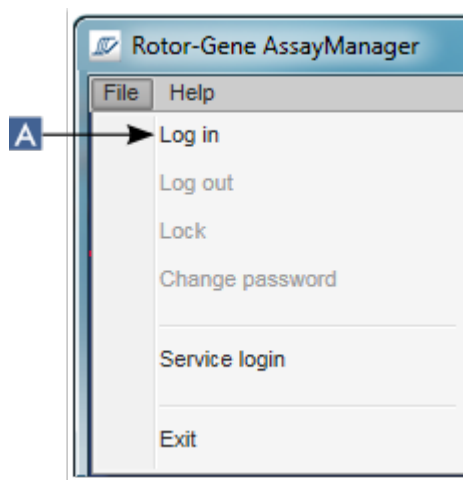 Rotor-Gene AssayManager
File Help
A Log in
Log out
Lock
Change password
Service login
Exit